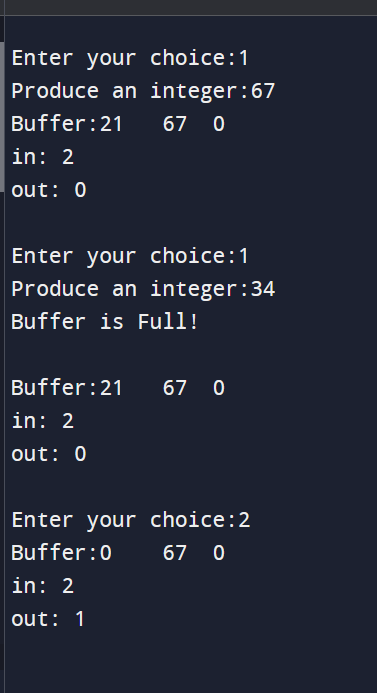 Enter your choice:1
Produce an integer:67
Buffer:21   67  0
in: 2
out: 0
Enter your choice:1
Produce an integer:34
Buffer is Full!
Buffer:21   67  0
in: 2
out: 0
Enter your choice:2
Buffer:0    67  0
in: 2
out: 1